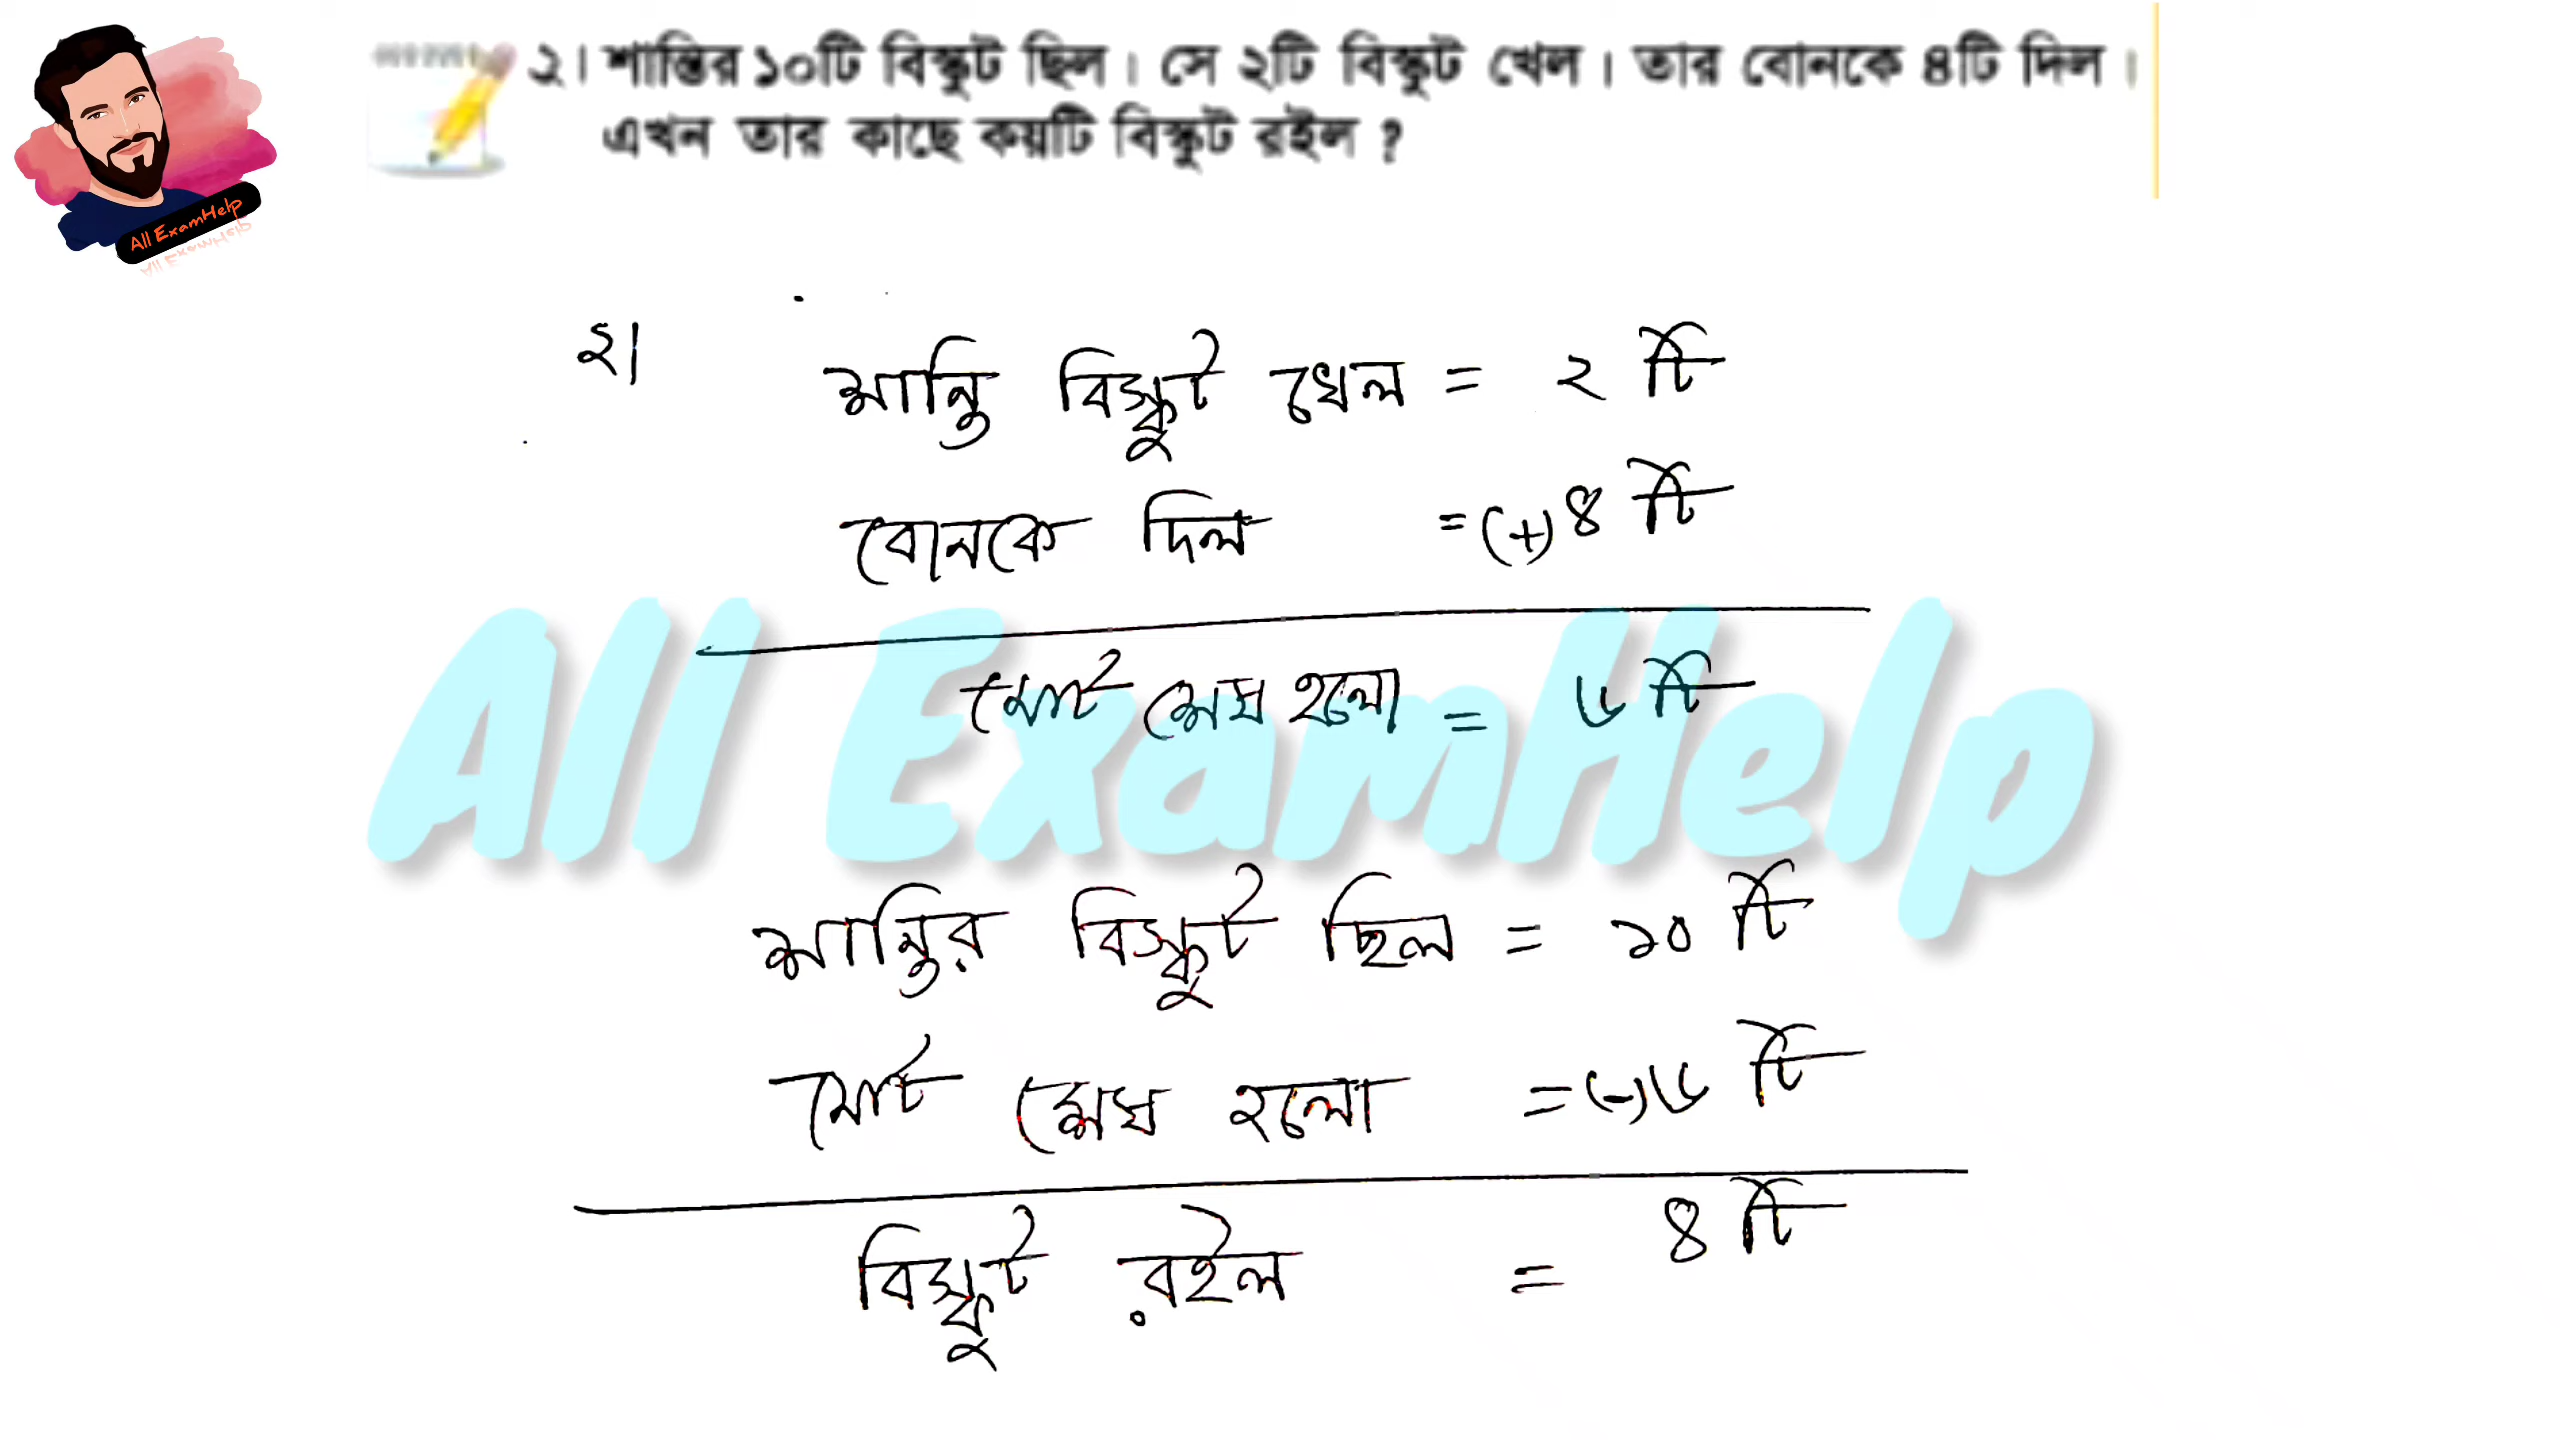 ২। শান্তির ১০টি বিস্কুট ছিল। সে ২টি বিস্কুট খেল। তার বোনকে ৪টি দিল।
এখন তার কাছে কয়টি বিস্কুট রইল ?
All ExamHelp
২।
শান্তি বিস্কুট খেল = ২ টি
বোনকে দিল = (+) ৪ টি
মোট শেষ হলো = ৬ টি
All ExamHelp
শান্তির বিস্কুট ছিল = ১০ টি
মোট শেষ হলো = (-) ৬ টি
বিস্কুট রইল = ৪ টি